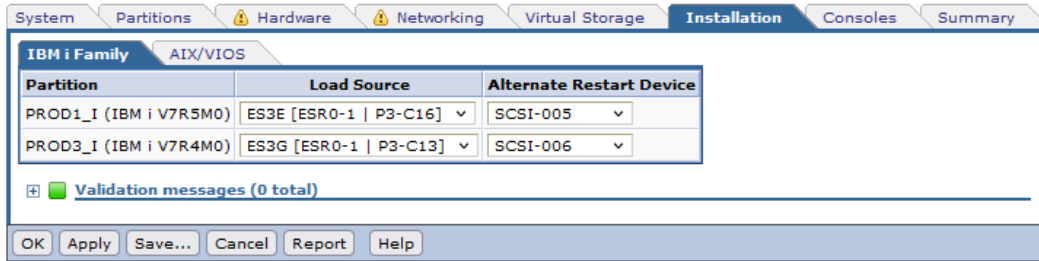 System Partitions Hardware Networking Virtual Storage Installation Consoles Summary
IBM i Family AIX/VIOS
Partition Load Source Alternate Restart Device
PROD1_I (IBM i V7R5M0) ES3E [ESR0-1 | P3-C16] SCSI-005
PROD3_I (IBM i V7R4M0) ES3G [ESR0-1 | P3-C13] SCSI-006
Validation messages (0 total)
OK Apply Save... Cancel Report Help